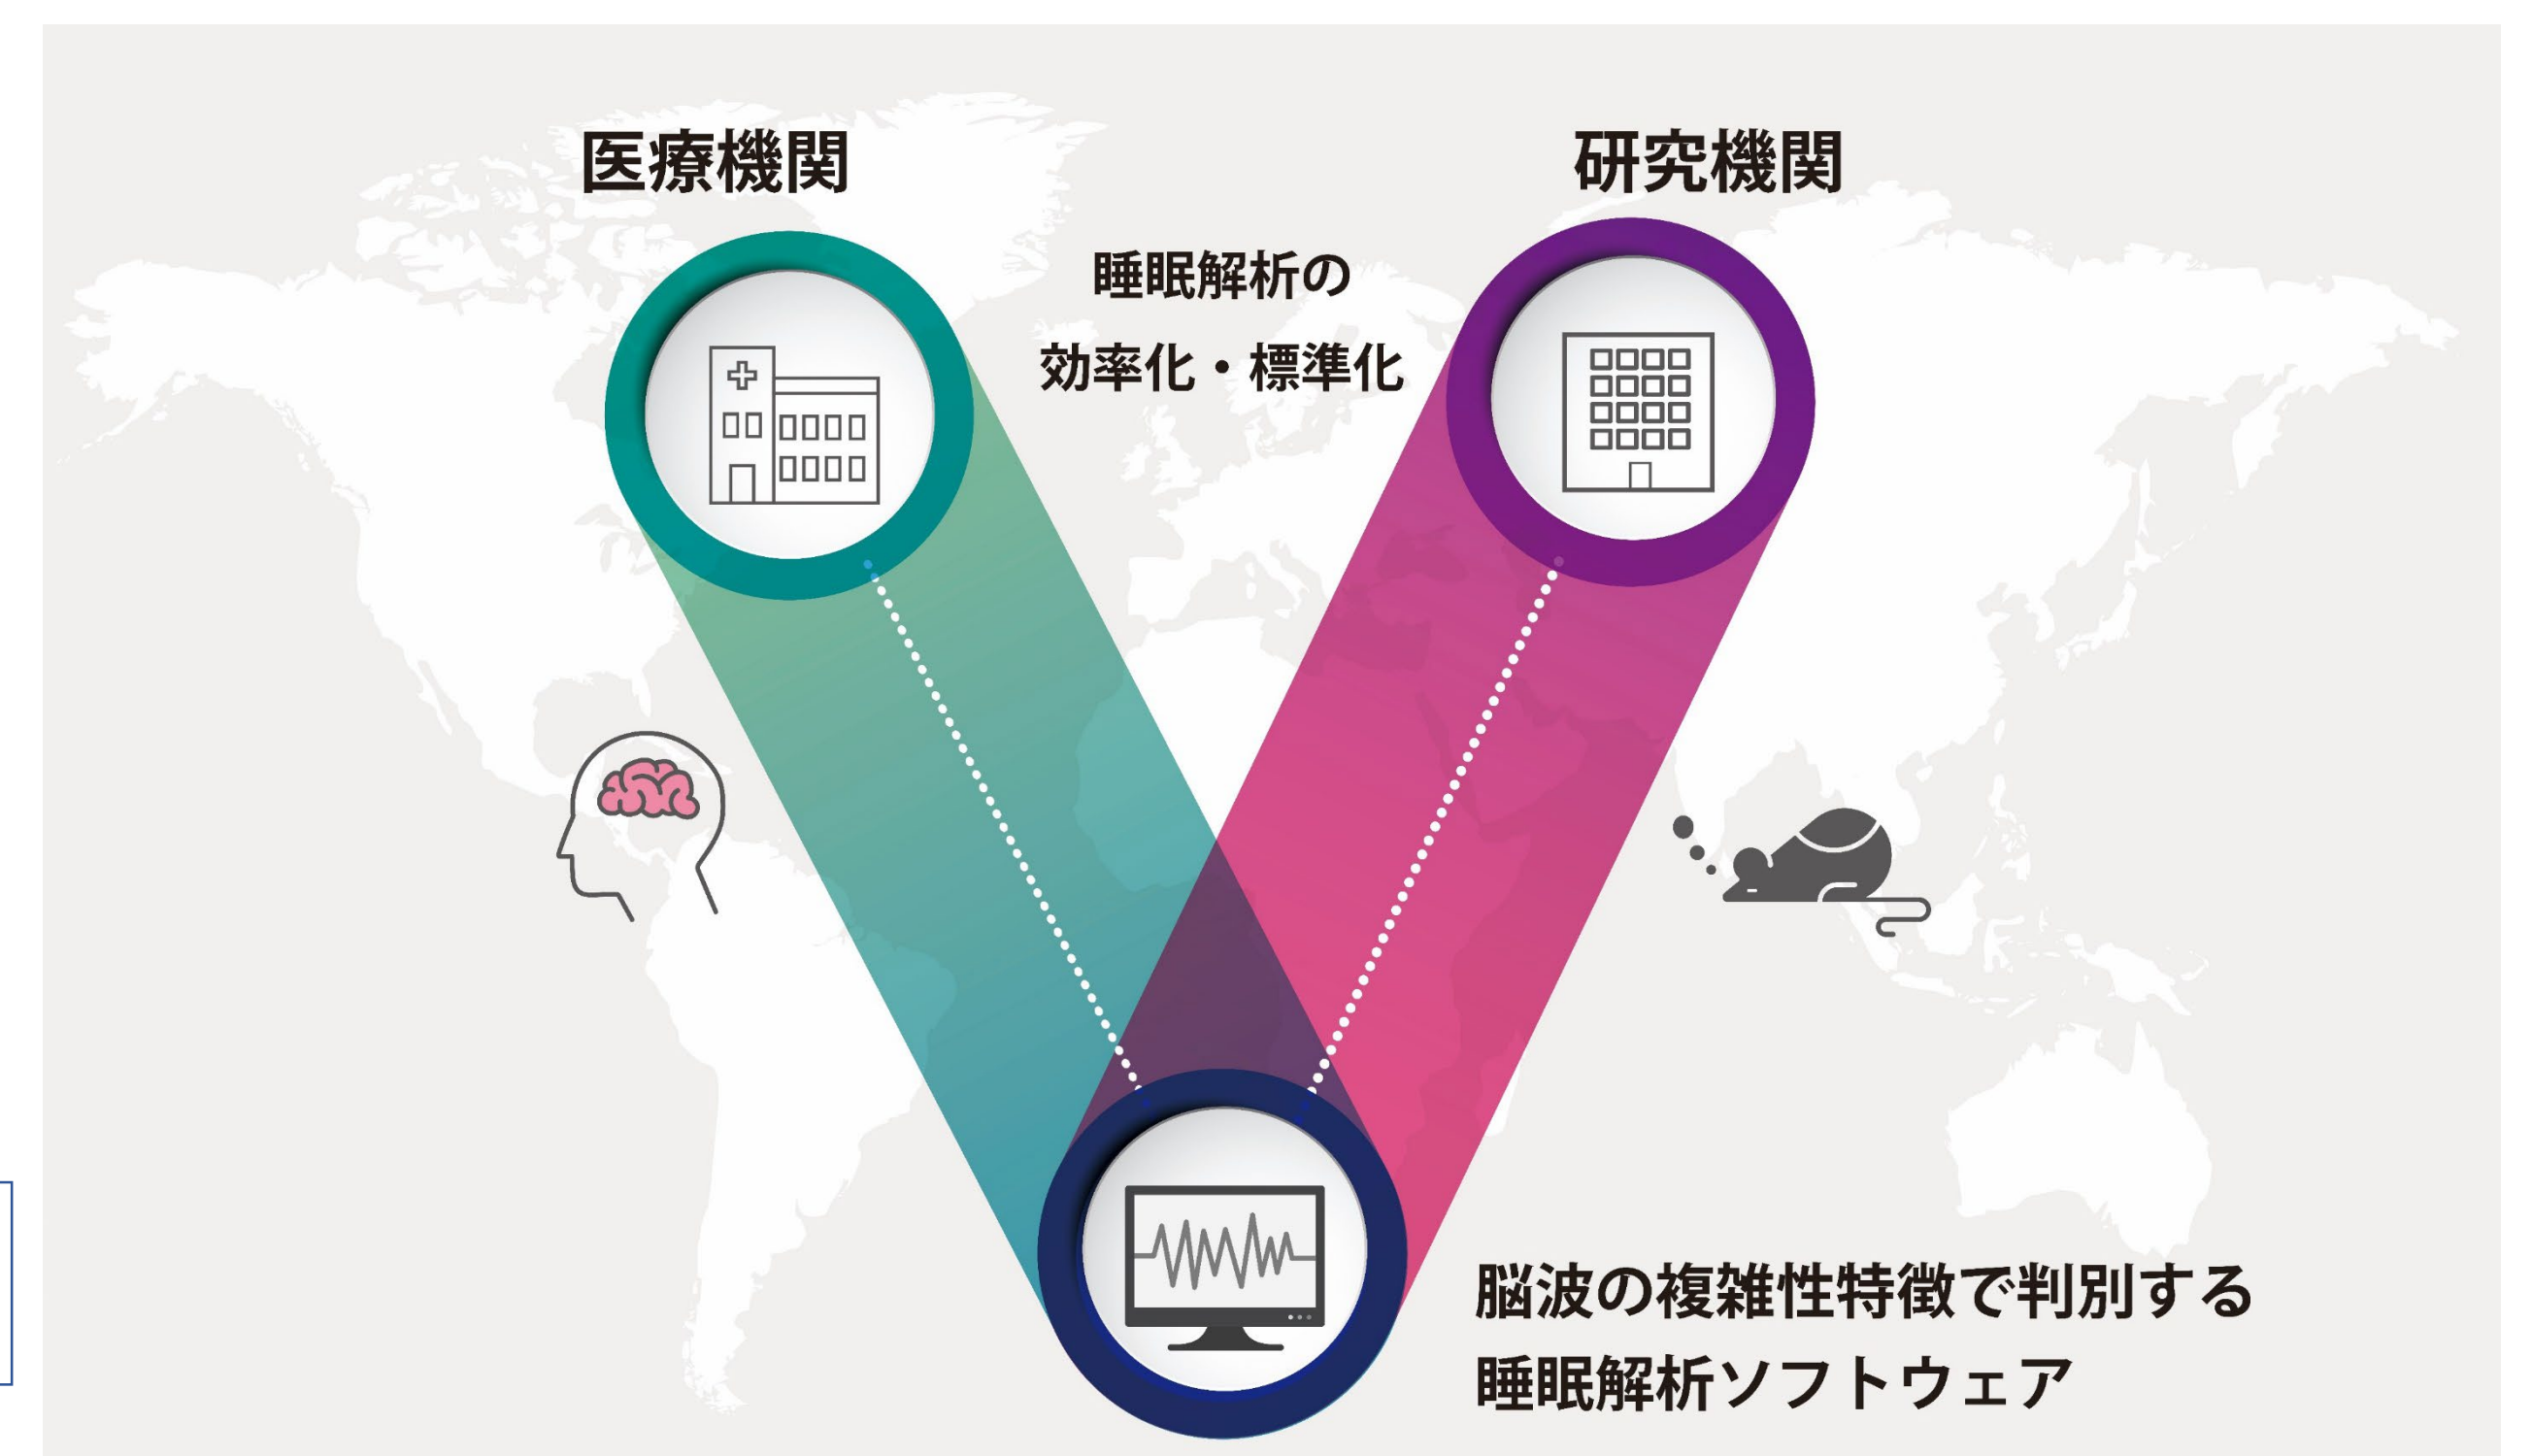 医療機関
研究機関
睡眠解析の
効率化・標準化
脳波の複雑性特徴で判別する
睡眠解析ソフトウェア